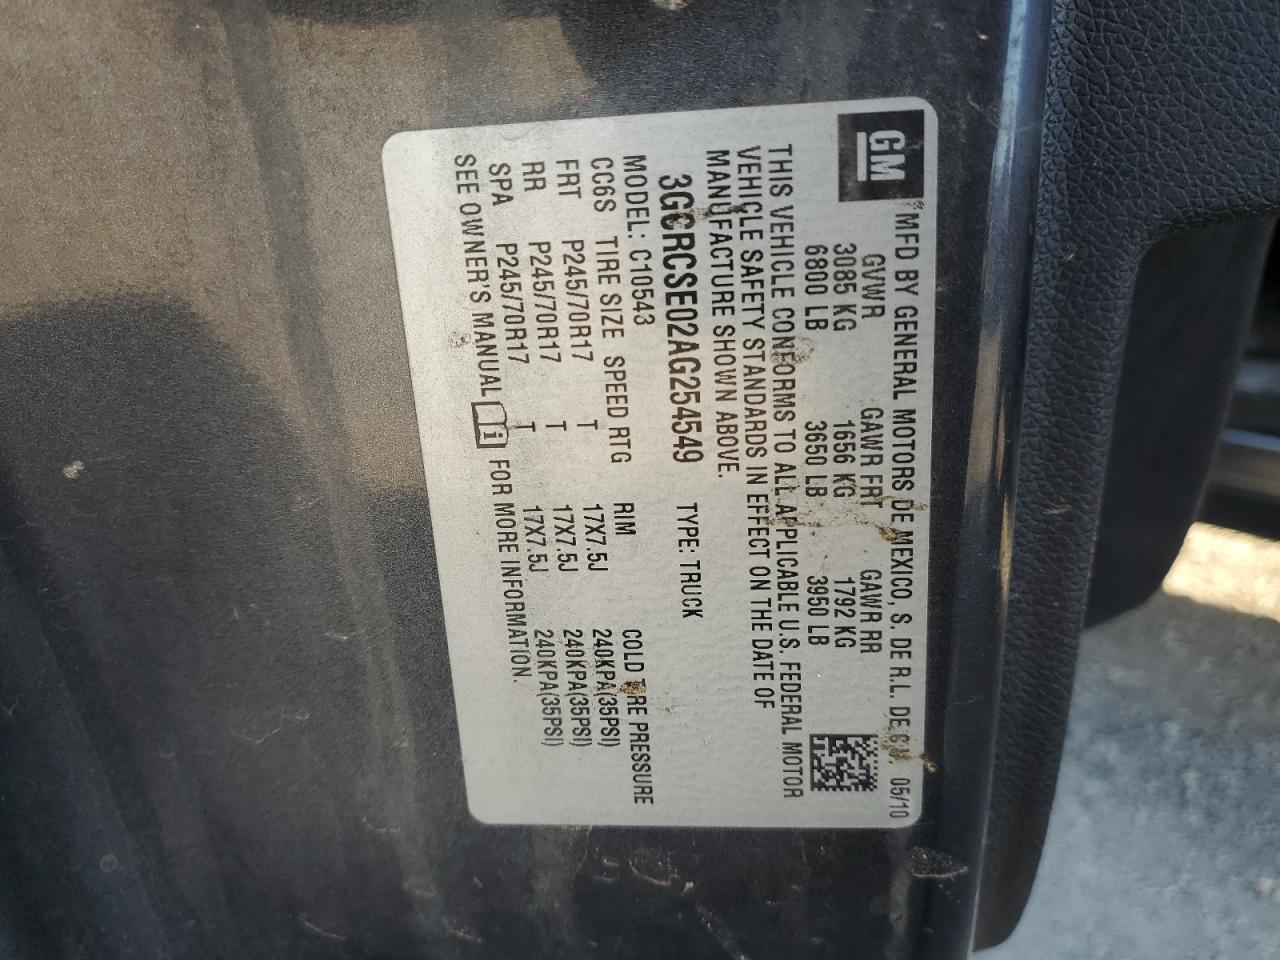 GM
MFD BY GENERAL MOTORS DE MEXICO, S. DE R.L. DE C.V. 05/10
GVWR GAWR FRT GAWR RR
3085 KG 1656 KG 1792 KG
6800 LB 3650 LB 3950 LB
THIS VEHICLE CONFORMS TO ALL APPLICABLE U.S. FEDERAL MOTOR
VEHICLE SAFETY STANDARDS IN EFFECT ON THE DATE OF
MANUFACTURE SHOWN ABOVE.
3GCRCSE02AG254549 TYPE: TRUCK
MODEL: C10543
CC6S TIRE SIZE SPEED RTG RIM COLD TIRE PRESSURE
FRT P245/70R17 T 17X7.5J 240KPA(35PSI)
RR P245/70R17 T 17X7.5J 240KPA(35PSI)
SPA P245/70R17 T 17X7.5J 240KPA(35PSI)
SEE OWNER'S MANUAL i FOR MORE INFORMATION.